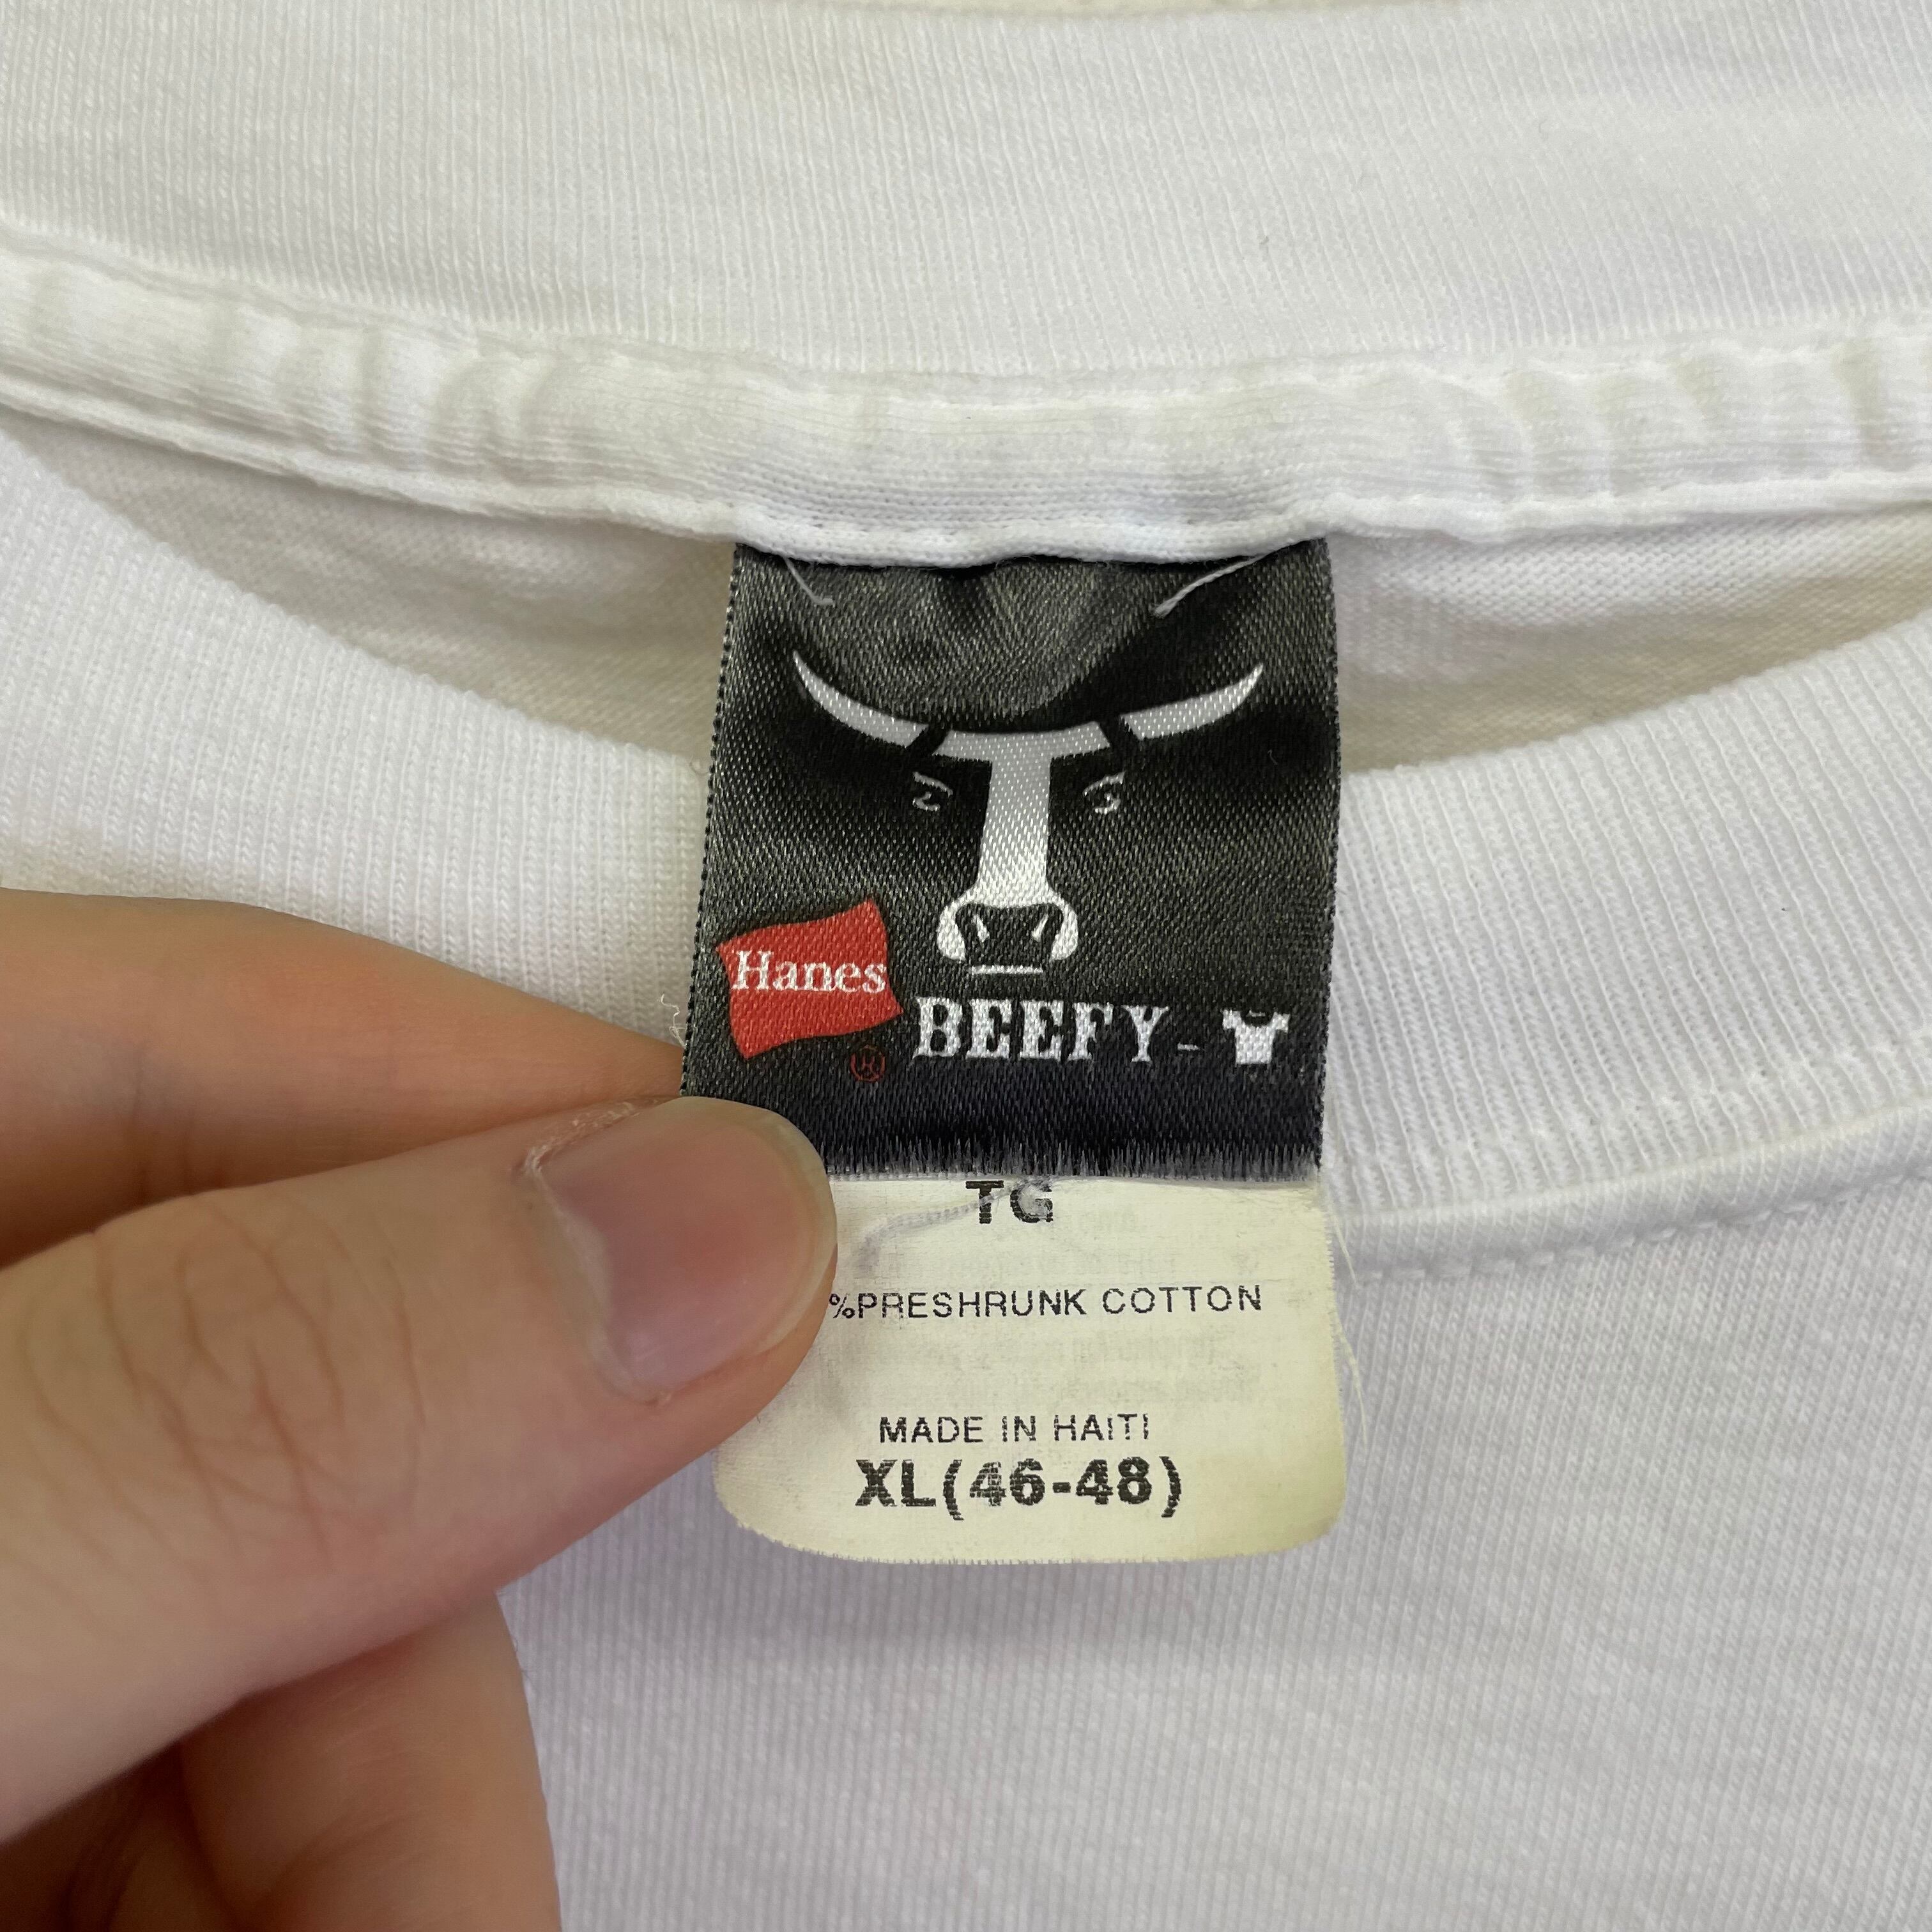 Hanes
BEEFY-
TG
%PRESHRUNK COTTON
MADE IN HAITI
XL(46-48)